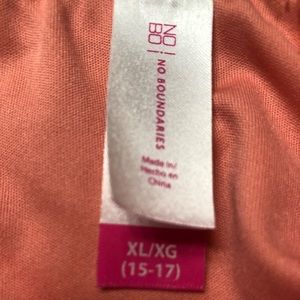 NO
BO
NO BOUNDARIES
Made in/
Hecho en
China
XL/XG
(15-17)